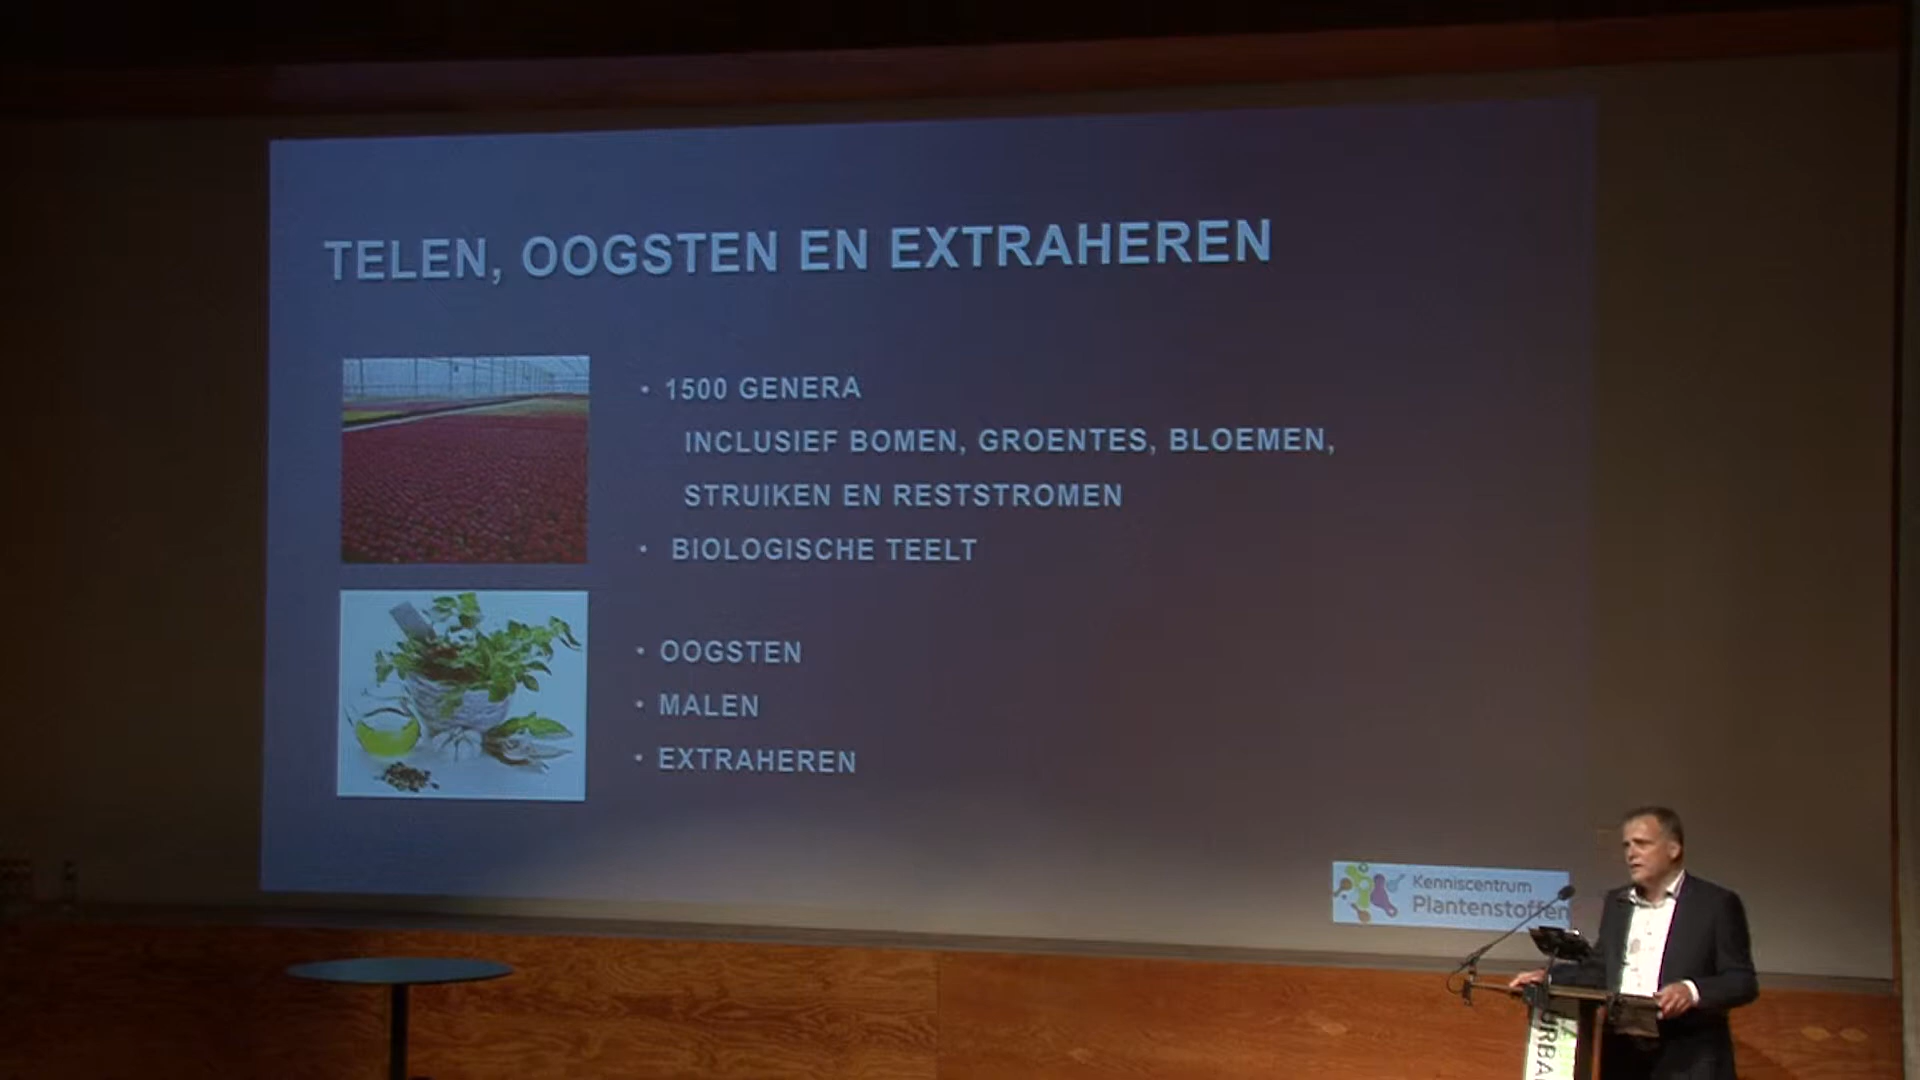 TELEN, OOGSTEN EN EXTRAHEREN
• 1500 GENERA
INCLUSIEF BOMEN, GROENTES, BLOEMEN,
STRUIKEN EN RESTSTROMEN
• BIOLOGISCHE TEELT
• OOGSTEN
• MALEN
• EXTRAHEREN
Kenniscentrum
Plantenstoffen
URBA